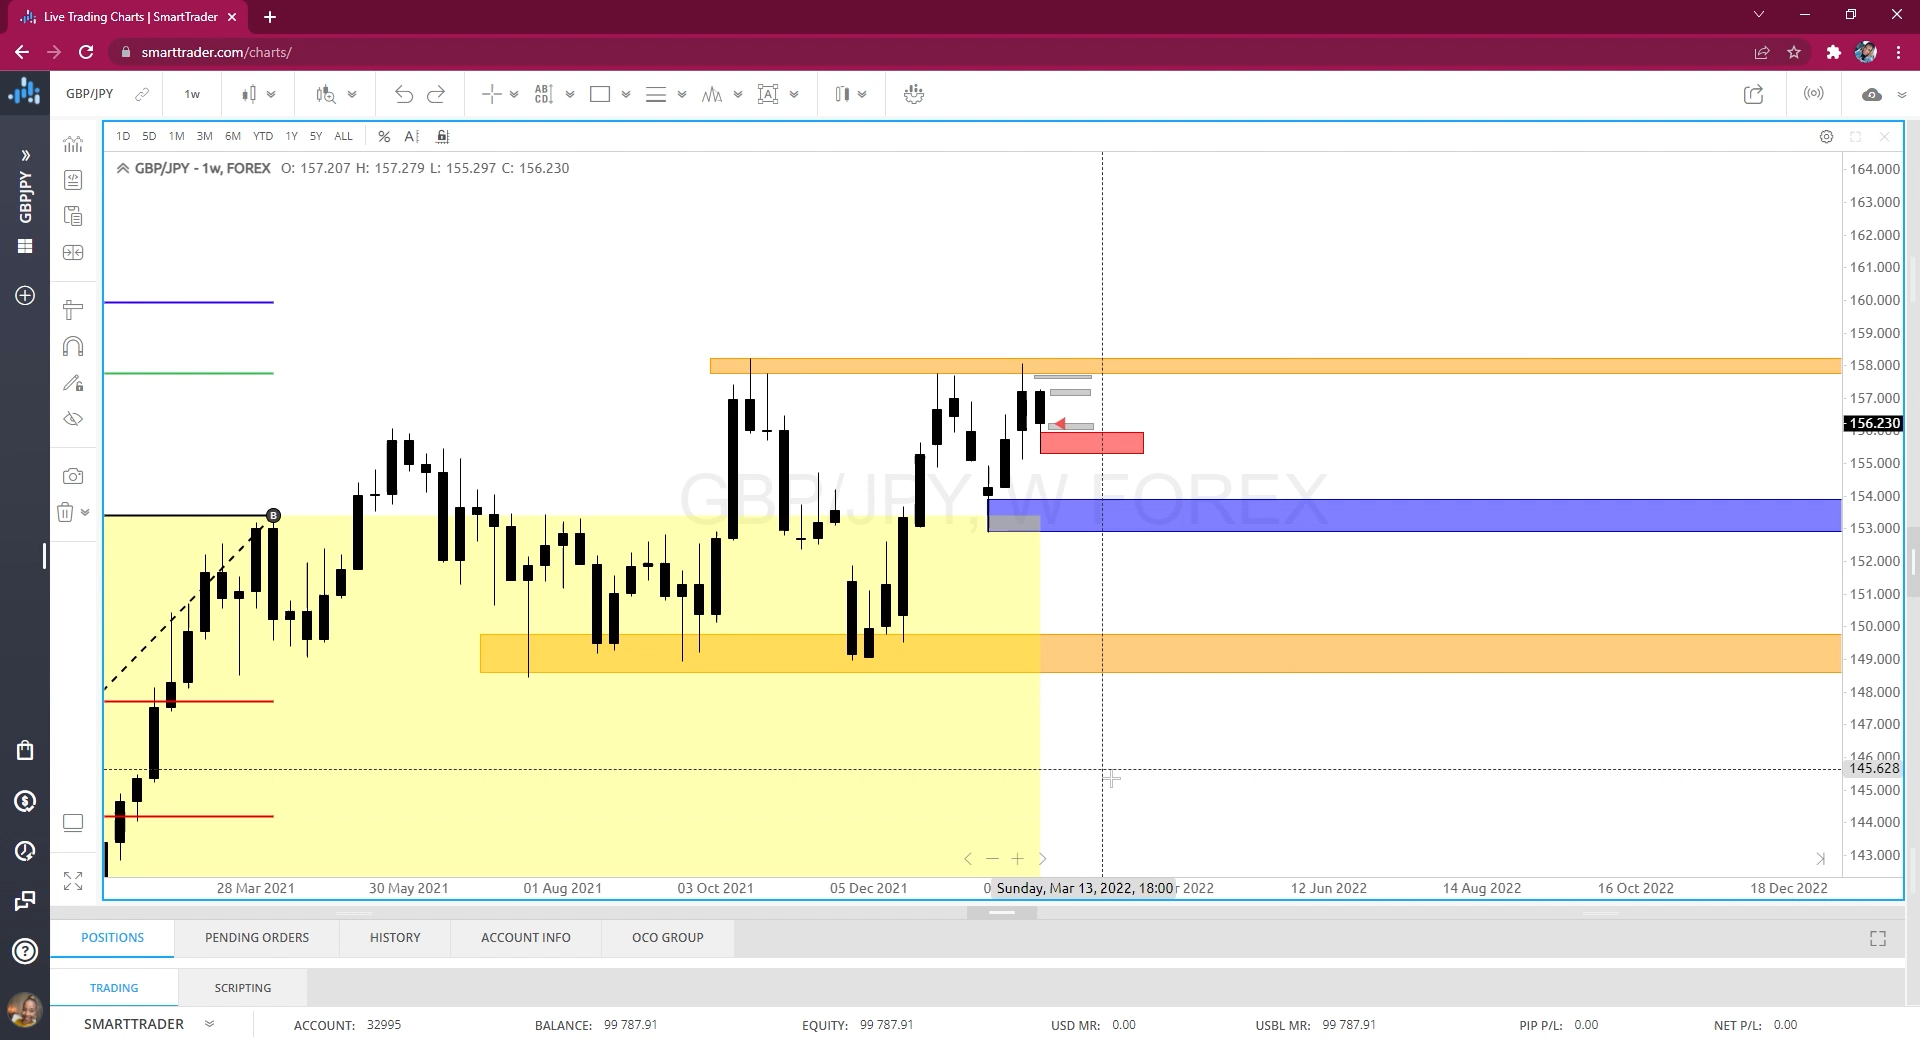 Live Trading Charts | SmartTrader
smarttrader.com/charts/
GBP/JPY 1w
AB CD
A
1D 5D 1M 3M 6M YTD 1Y 5Y ALL % A
GBP/JPY - 1w, FOREX O: 157.207 H: 157.279 L: 155.297 C: 156.230
GBPJPY
GBP/JPY, W FOREX
B
164.000
163.000
162.000
161.000
160.000
159.000
158.000
157.000
156.230
155.000
154.000
153.000
152.000
151.000
150.000
149.000
148.000
147.000
146.000
145.628
145.000
144.000
143.000
28 Mar 2021 30 May 2021 01 Aug 2021 03 Oct 2021 05 Dec 2021 0 Sunday, Mar 13, 2022, 18:00 r 2022 12 Jun 2022 14 Aug 2022 16 Oct 2022 18 Dec 2022
POSITIONS PENDING ORDERS HISTORY ACCOUNT INFO OCO GROUP
TRADING SCRIPTING
SMARTTRADER ACCOUNT: 32995 BALANCE: 99 787.91 EQUITY: 99 787.91 USD MR: 0.00 USBL MR: 99 787.91 PIP P/L: 0.00 NET P/L: 0.00